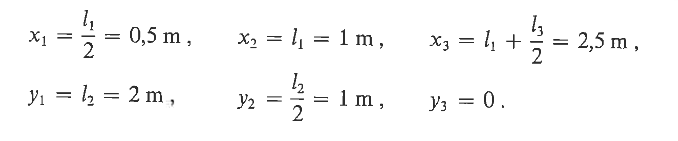 x₁ = l₁/2 = 0,5 m , x₂ = l₁ = 1 m , x₃ = l₁ + l₃/2 = 2,5 m ,
y₁ = l₂ = 2 m , y₂ = l₂/2 = 1 m , y₃ = 0 .